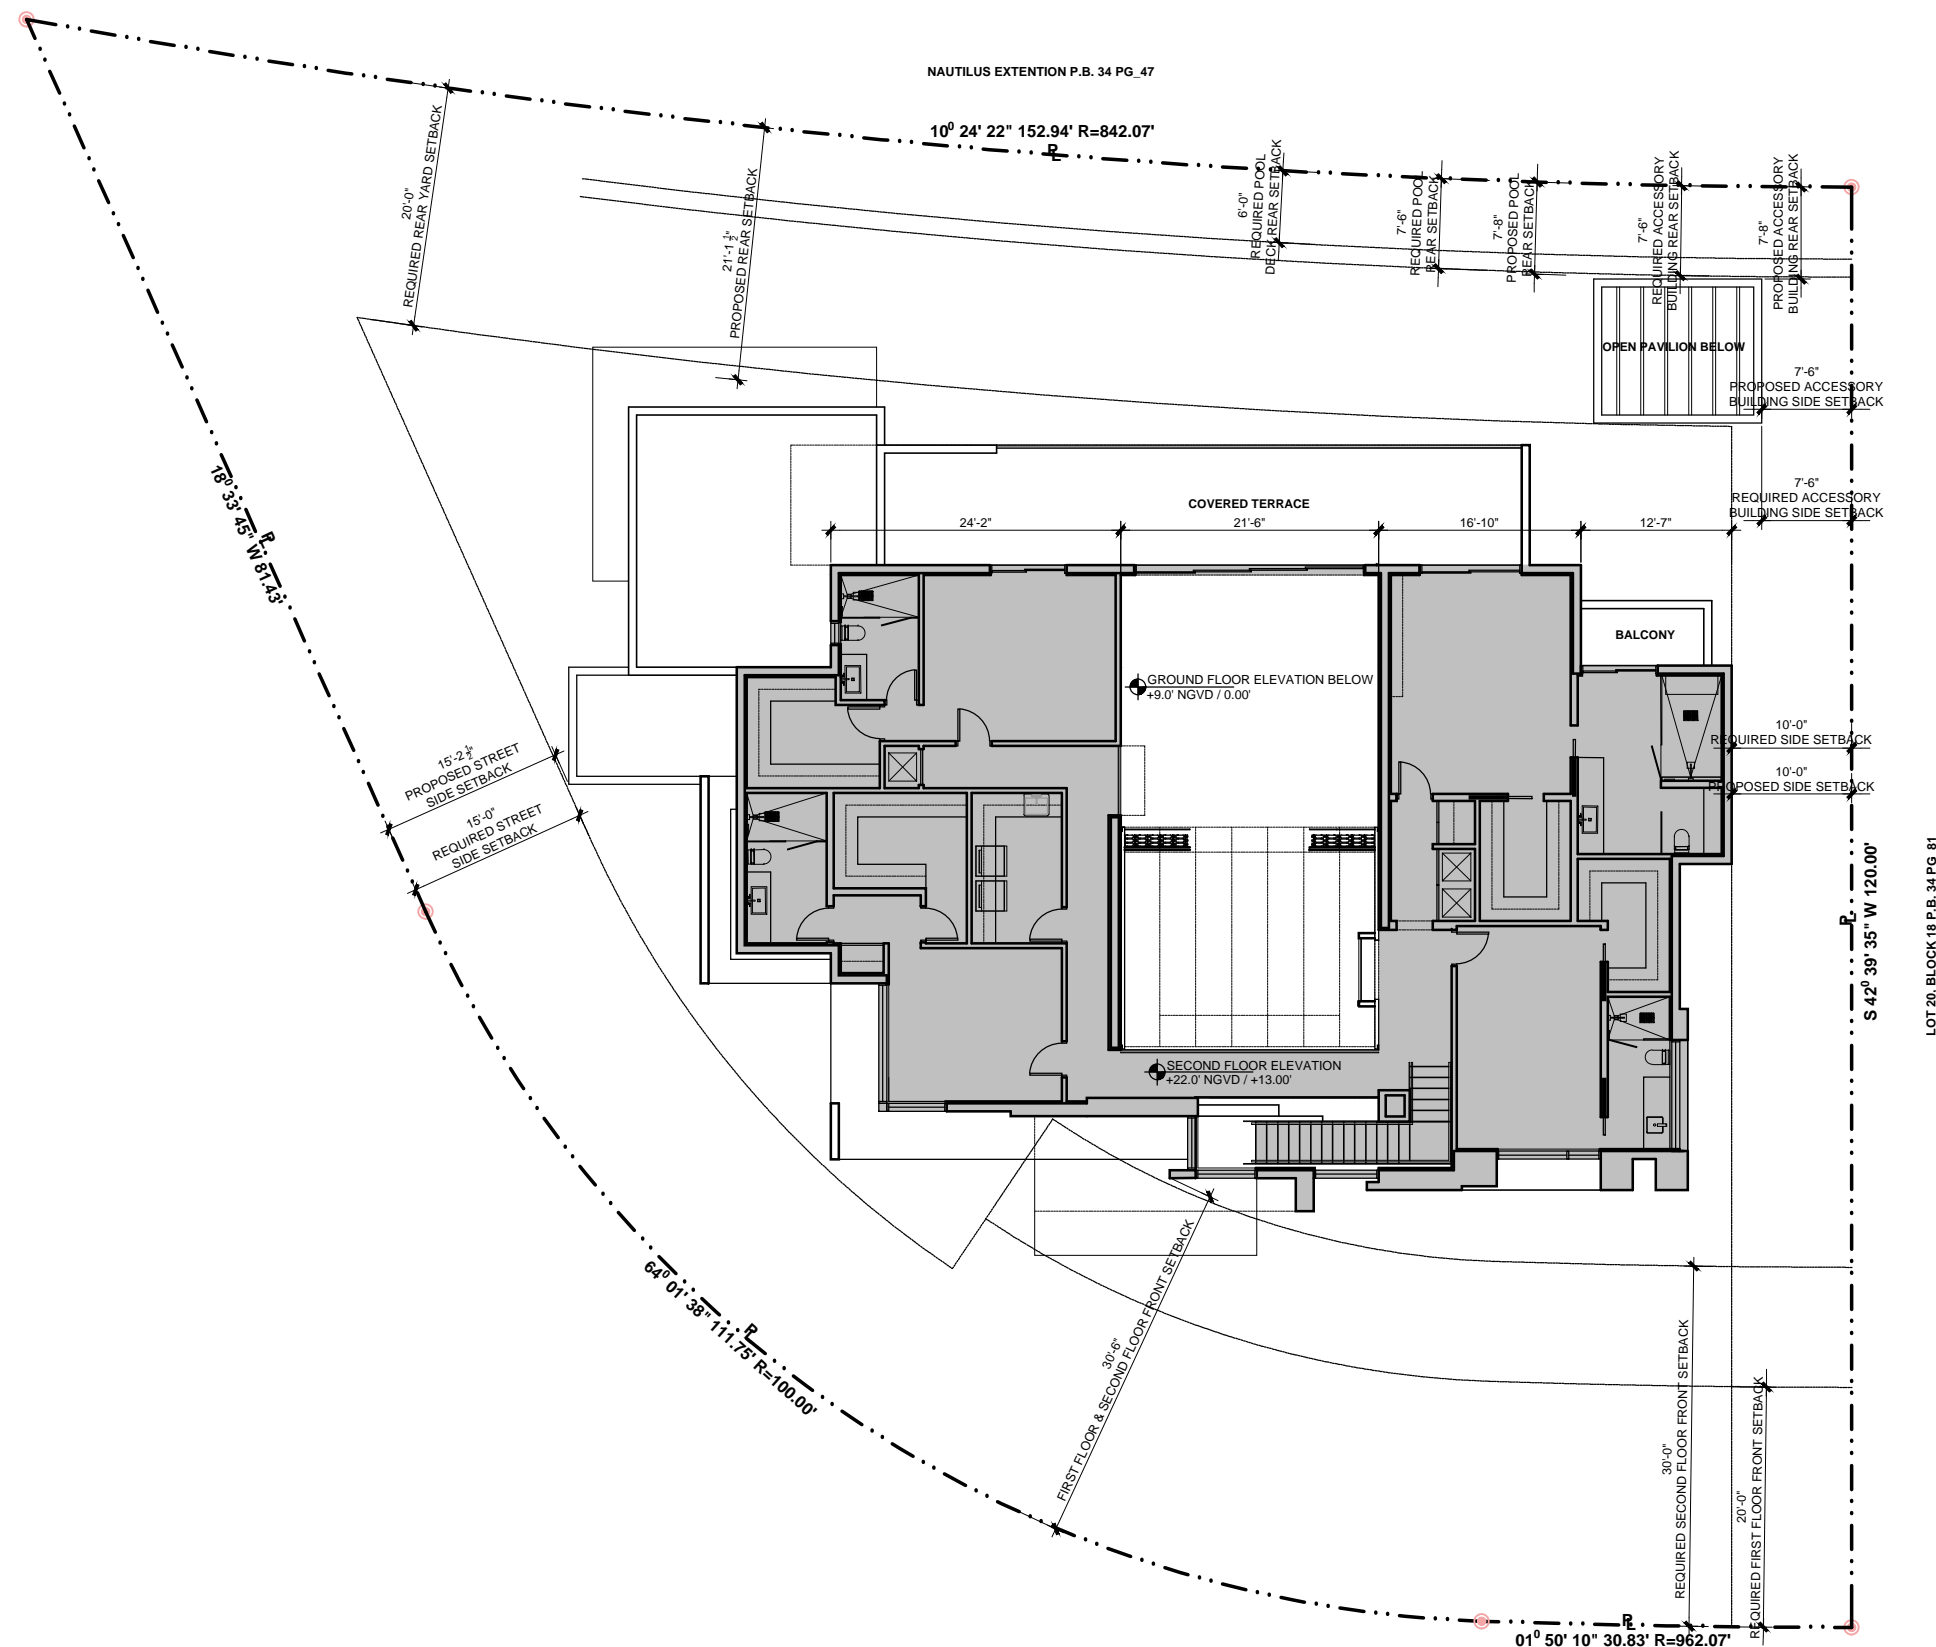 NAUTILUS EXTENTION P.B. 34 PG_47
10⁰ 24' 22" 152.94' R=842.07'
PL
20'-0"
REQUIRED REAR YARD SETBACK
21'-1 1/2"
PROPOSED REAR SETBACK
6'-0"
REQUIRED POOL
DECK REAR SETBACK
7'-6"
REQUIRED POOL
REAR SETBACK
7'-8"
PROPOSED POOL
REAR SETBACK
7'-6"
REQUIRED ACCESSORY
BUILDING REAR SETBACK
7'-8"
PROPOSED ACCESSORY
BUILDING REAR SETBACK
OPEN PAVILION BELOW
7'-6"
PROPOSED ACCESSORY
BUILDING SIDE SETBACK
7'-6"
REQUIRED ACCESSORY
BUILDING SIDE SETBACK
COVERED TERRACE
24'-2"
21'-6"
16'-10"
12'-7"
18⁰ 33' 45" W 81.43'
PL
BALCONY
GROUND FLOOR ELEVATION BELOW
+9.0' NGVD / 0.00'
10'-0"
REQUIRED SIDE SETBACK
10'-0"
PROPOSED SIDE SETBACK
15'-2 1/2"
PROPOSED STREET
SIDE SETBACK
15'-0"
REQUIRED STREET
SIDE SETBACK
PL
S 42⁰ 39' 35" W 120.00'
LOT 20. BLOCK 18 P.B. 34 PG 81
SECOND FLOOR ELEVATION
+22.0' NGVD / +13.00'
64⁰ 01' 38" 111.75' R=100.00'
PL
30'-6"
FIRST FLOOR & SECOND FLOOR FRONT SETBACK
30'-0"
REQUIRED SECOND FLOOR FRONT SETBACK
20'-0"
REQUIRED FIRST FLOOR FRONT SETBACK
PL
01⁰ 50' 10" 30.83' R=962.07'